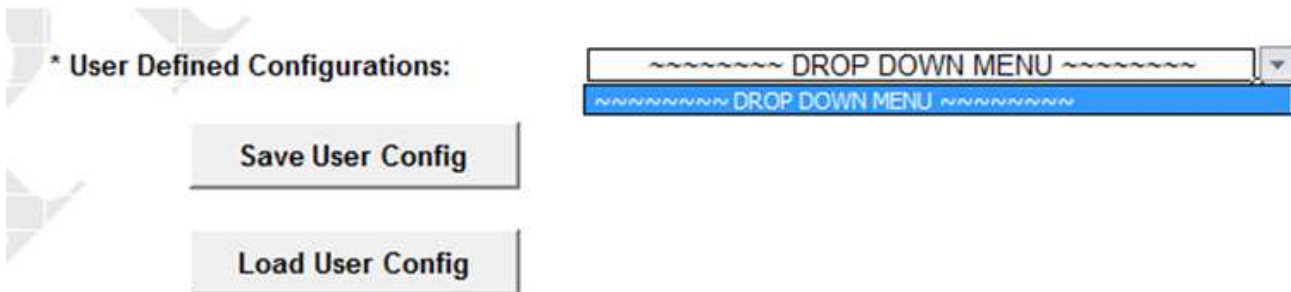 * User Defined Configurations:
~~~~~~~~ DROP DOWN MENU ~~~~~~~~
~~~~~~~~ DROP DOWN MENU ~~~~~~~~
Save User Config
Load User Config